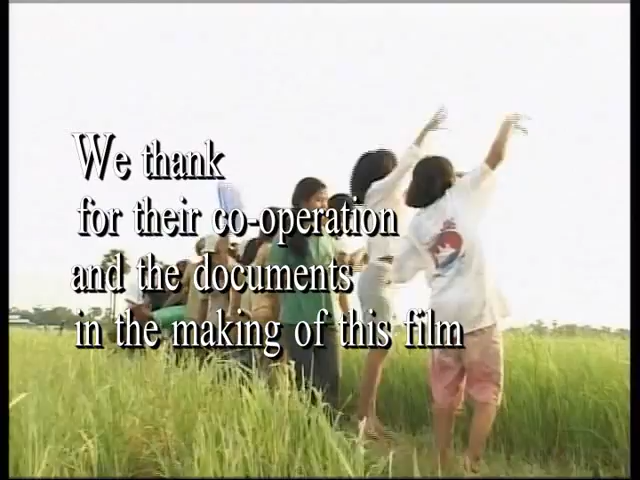 We thank
for their co-operation
and the documents
in the making of this film